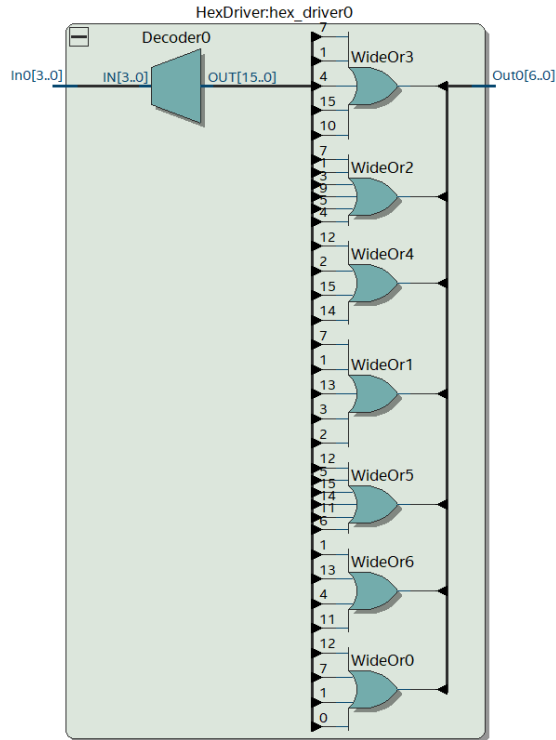 HexDriver:hex_driver0
Decoder0
In0[3..0]
IN[3..0]
OUT[15..0]
Out0[6..0]
7
1
WideOr3
4
15
10
7
1
3
WideOr2
9
5
4
12
WideOr4
2
15
14
7
1
WideOr1
13
3
2
12
5
WideOr5
15
14
11
6
1
WideOr6
13
4
11
12
WideOr0
7
1
0